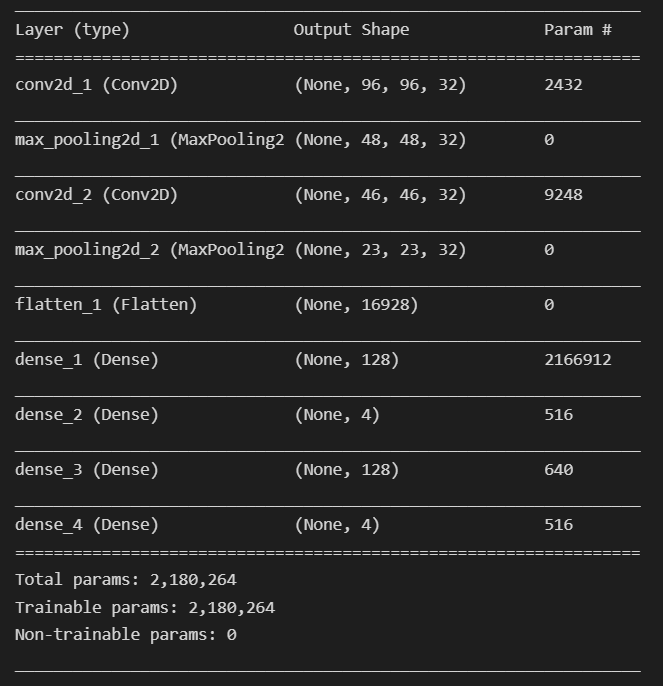 Layer (type)                 Output Shape              Param #
=================================================================
conv2d_1 (Conv2D)            (None, 96, 96, 32)        2432
_________________________________________________________________
max_pooling2d_1 (MaxPooling2 (None, 48, 48, 32)        0
_________________________________________________________________
conv2d_2 (Conv2D)            (None, 46, 46, 32)        9248
_________________________________________________________________
max_pooling2d_2 (MaxPooling2 (None, 23, 23, 32)        0
_________________________________________________________________
flatten_1 (Flatten)          (None, 16928)             0
_________________________________________________________________
dense_1 (Dense)              (None, 128)               2166912
_________________________________________________________________
dense_2 (Dense)              (None, 4)                 516
_________________________________________________________________
dense_3 (Dense)              (None, 128)               640
_________________________________________________________________
dense_4 (Dense)              (None, 4)                 516
=================================================================
Total params: 2,180,264
Trainable params: 2,180,264
Non-trainable params: 0
_________________________________________________________________